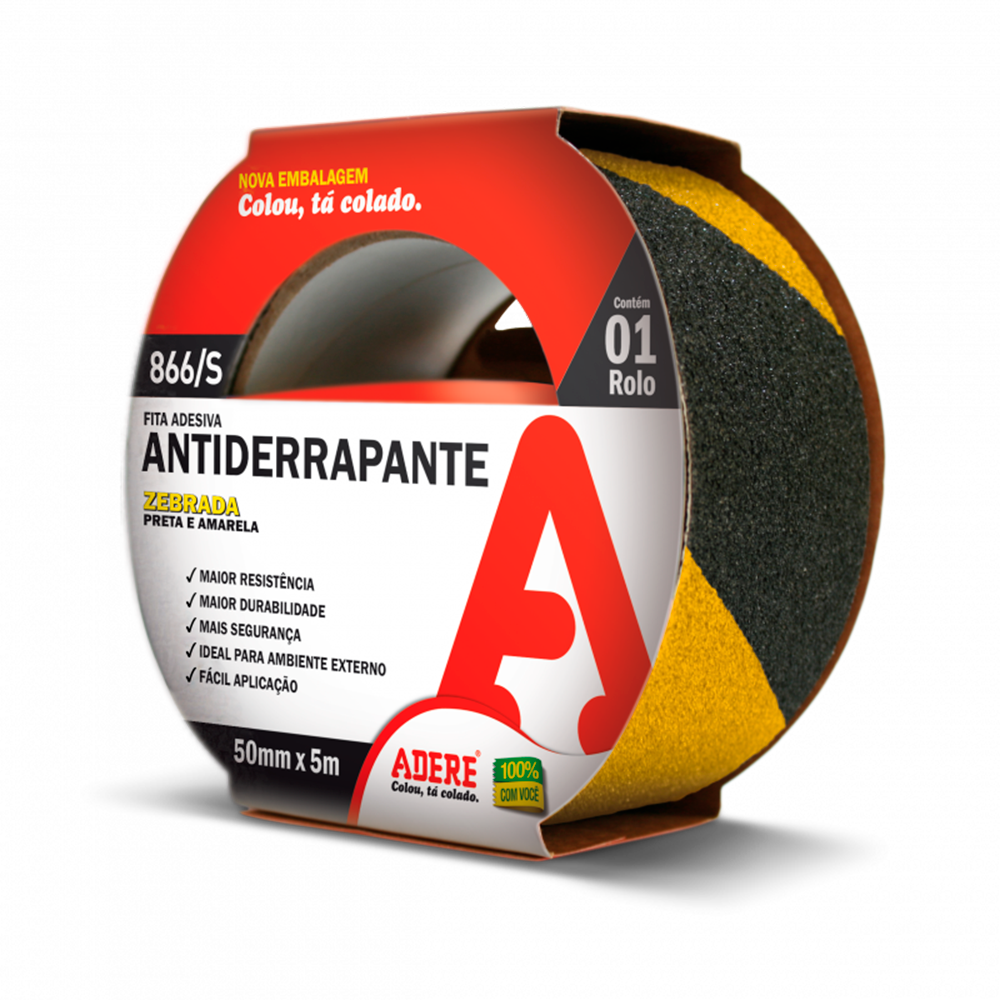 NOVA EMBALAGEM
Colou, tá colado.
Contém
01
Rolo
866/S
FITA ADESIVA
ANTIDERRAPANTE
ZEBRADA
PRETA E AMARELA
✓ MAIOR RESISTÊNCIA
✓ MAIOR DURABILIDADE
✓ MAIS SEGURANÇA
✓ IDEAL PARA AMBIENTE EXTERNO
✓ FÁCIL APLICAÇÃO
50mm x 5m
ADERE®
Colou, tá colado.
100%
COM VOCÊ